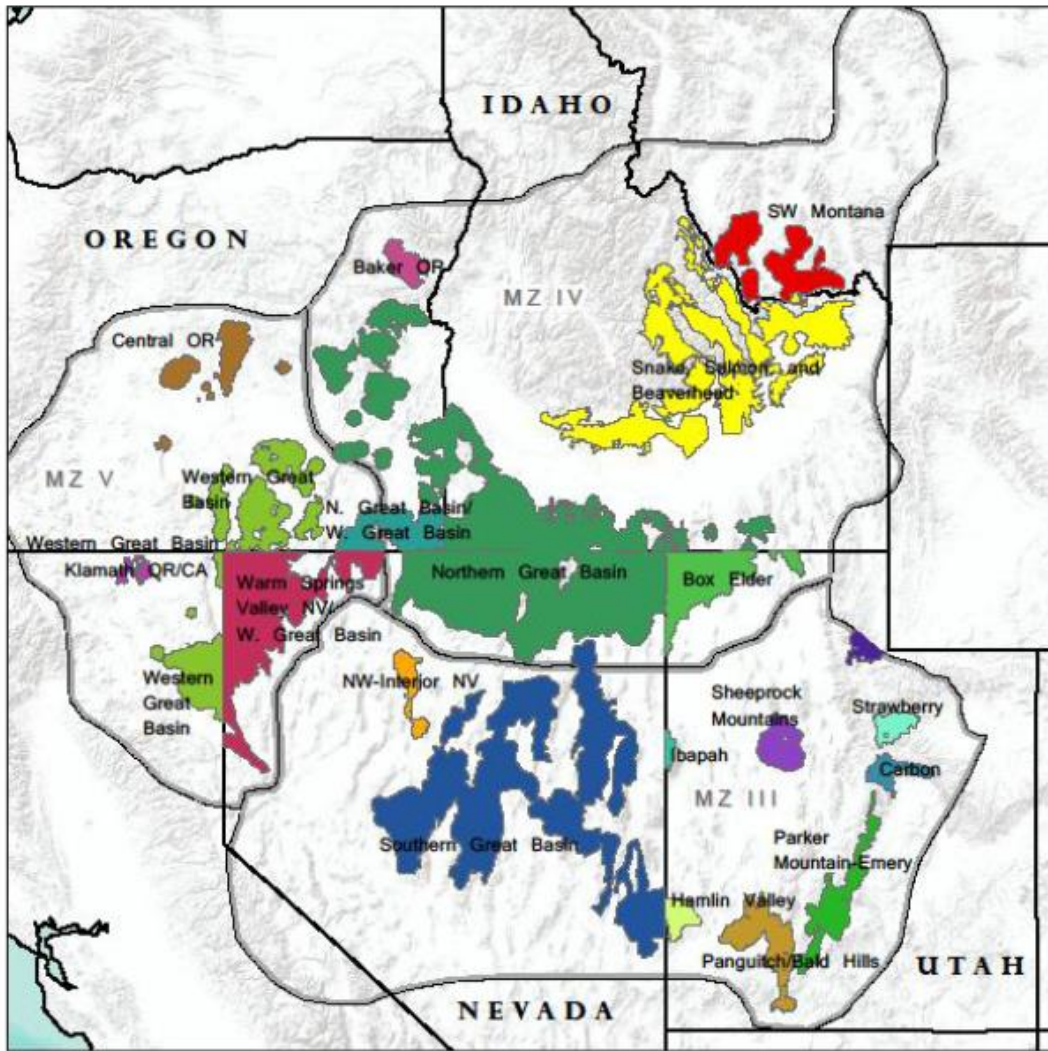 IDAHO
SW Montana
OREGON
Baker OR
MZ IV
Central OR
Snake, Salmon, and
Beaverhead
MZ V
Western Great
Basin
N. Great Basin/
W. Great Basin
Western Great Basin
Klamath OR/CA
Warm Springs
Valley NV/
W. Great Basin
Northern Great Basin
Box Elder
Western
Great
Basin
NW-Interior NV
Sheeprock
Mountains
Strawberry
Ibapah
Carbon
MZ III
Southern Great Basin
Parker
Mountain-Emery
Hamlin Valley
Panguitch/Bald Hills
UTAH
NEVADA